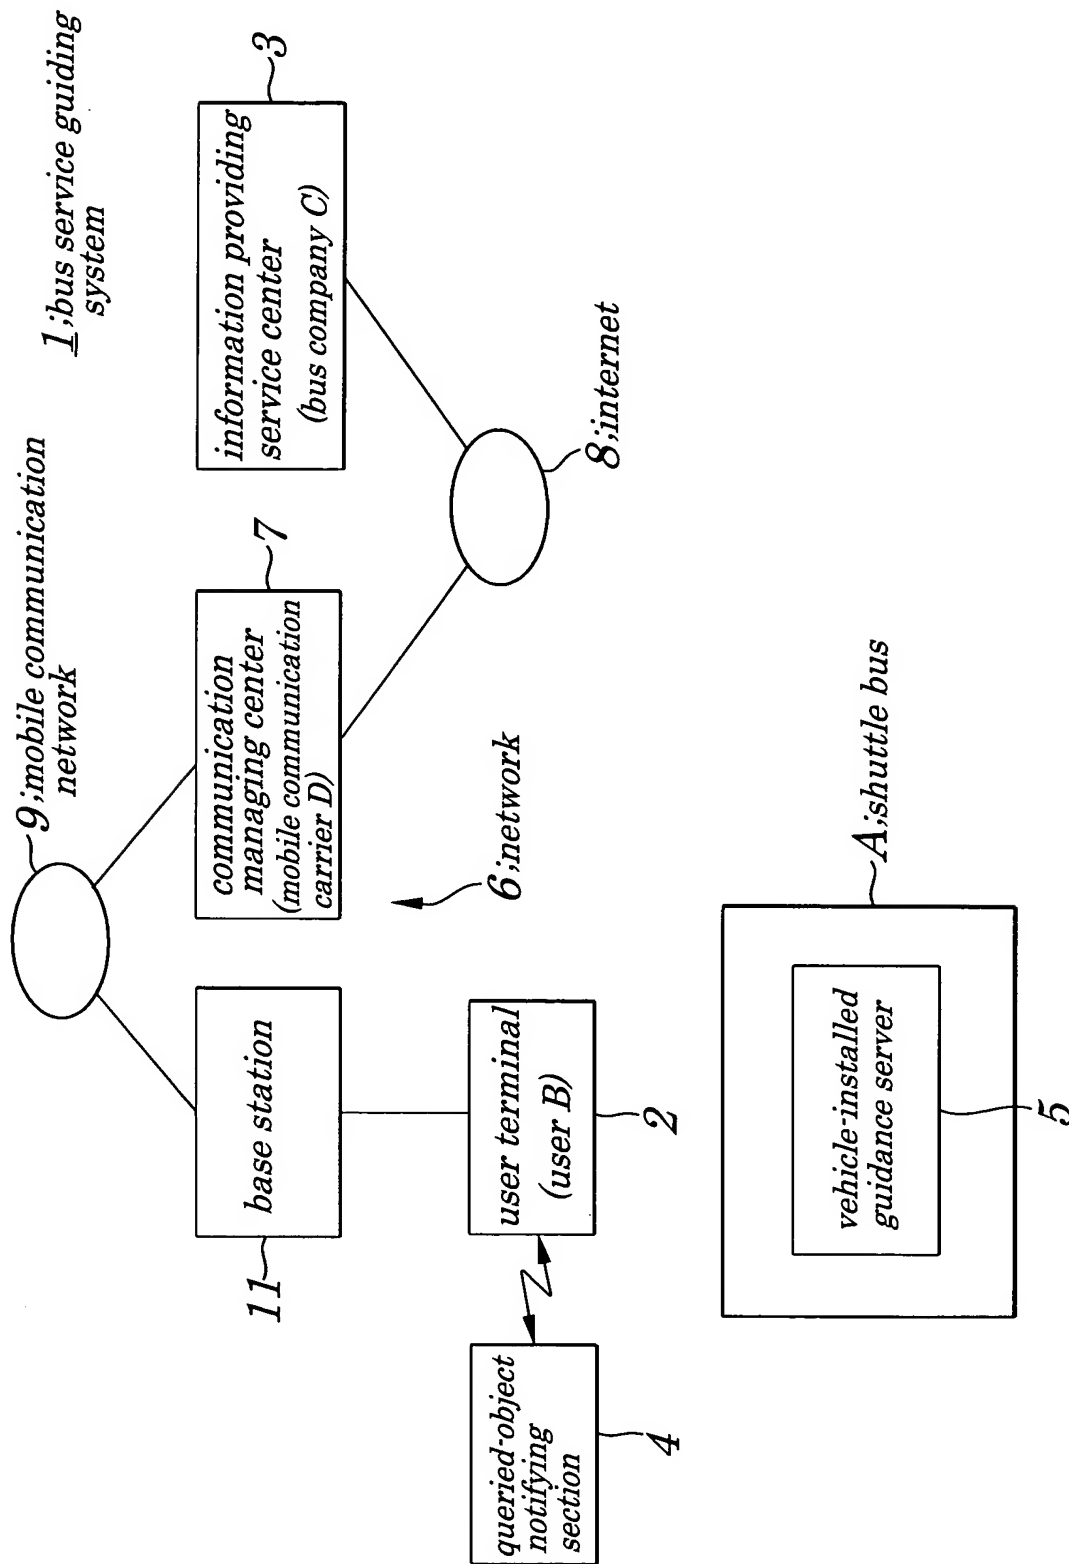 1;bus service guiding
system
9;mobile communication
network
3
information providing
service center
(bus company C)
7
communication
managing center
(mobile communication
carrier D)
8;internet
6;network
11
base station
user terminal
(user B)
2
queried-object
notifying
section
4
A;shuttle bus
vehicle-installed
guidance server
5